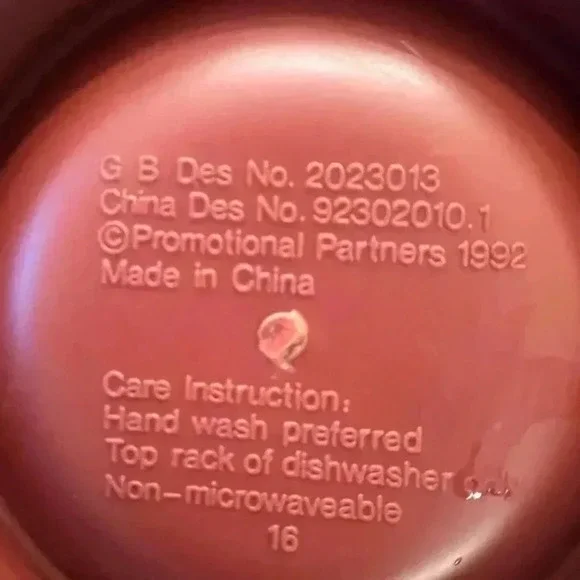 G B Des No. 2023013
China Des No. 92302010.1
©Promotional Partners 1992
Made in China
Care Instruction:
Hand wash preferred
Top rack of dishwasher
Non-microwaveable
16